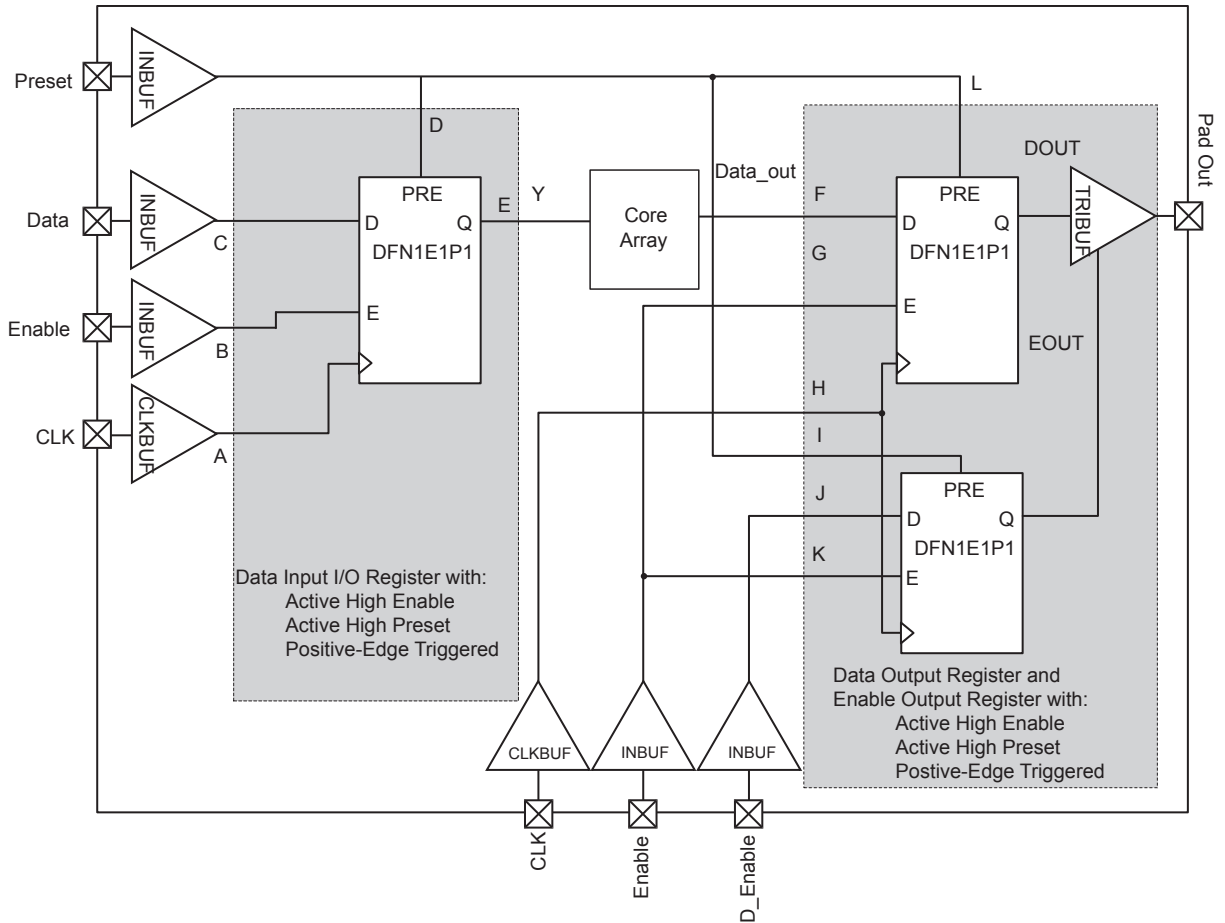 Preset
INBUF
L
D
Pad Out
DOUT
Data
INBUF
C
PRE
D
Q
DFN1E1P1
E
E
Y
Core
Array
Data_out
F
G
PRE
D
Q
DFN1E1P1
E
TRIBUF
EOUT
Enable
INBUF
B
CLK
CLKBUF
A
H
I
J
K
PRE
D
Q
DFN1E1P1
E
Data Input I/O Register with:
Active High Enable
Active High Preset
Positive-Edge Triggered
Data Output Register and
Enable Output Register with:
Active High Enable
Active High Preset
Postive-Edge Triggered
CLKBUF
INBUF
INBUF
CLK
Enable
D_Enable